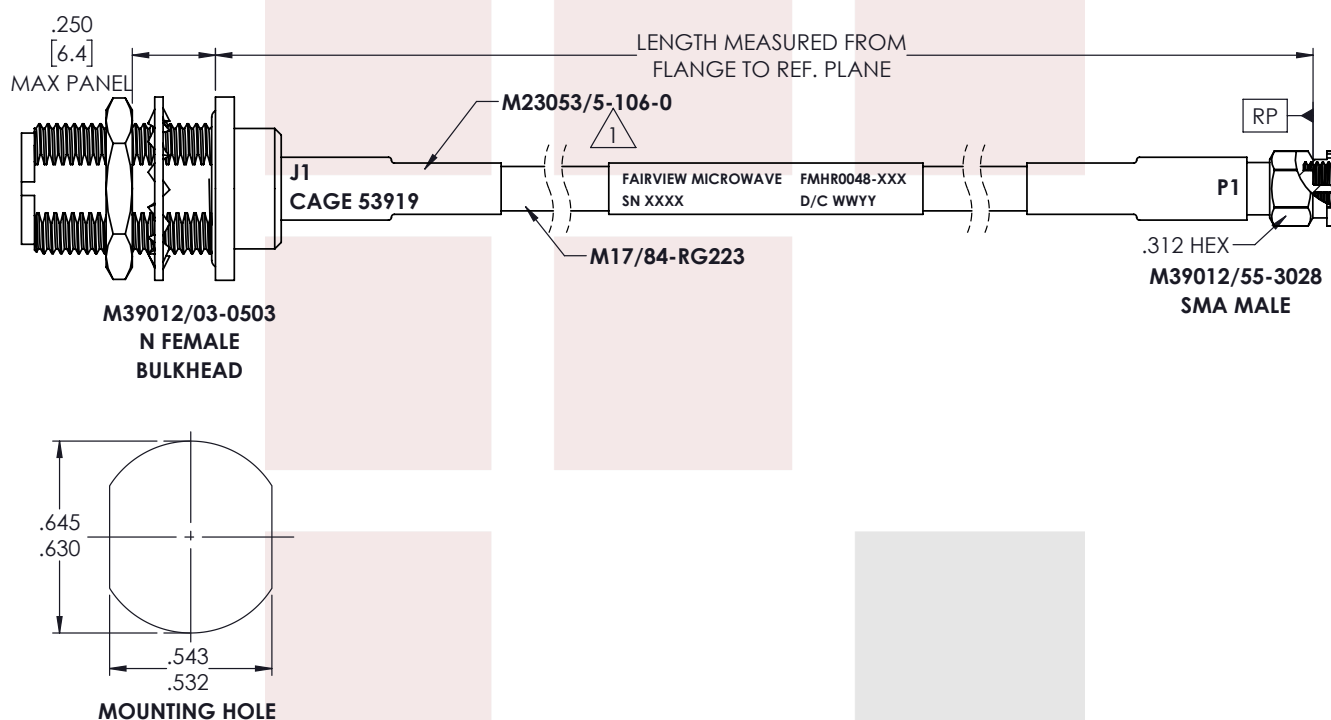 .250
[6.4]
MAX PANEL
LENGTH MEASURED FROM
FLANGE TO REF. PLANE
M23053/5-106-0
1
RP
J1
CAGE 53919
FAIRVIEW MICROWAVE FMHR0048-XXX
SN XXXX D/C WWYY
P1
M17/84-RG223
.312 HEX
M39012/55-3028
SMA MALE
M39012/03-0503
N FEMALE
BULKHEAD
.645
.630
.543
.532
MOUNTING HOLE